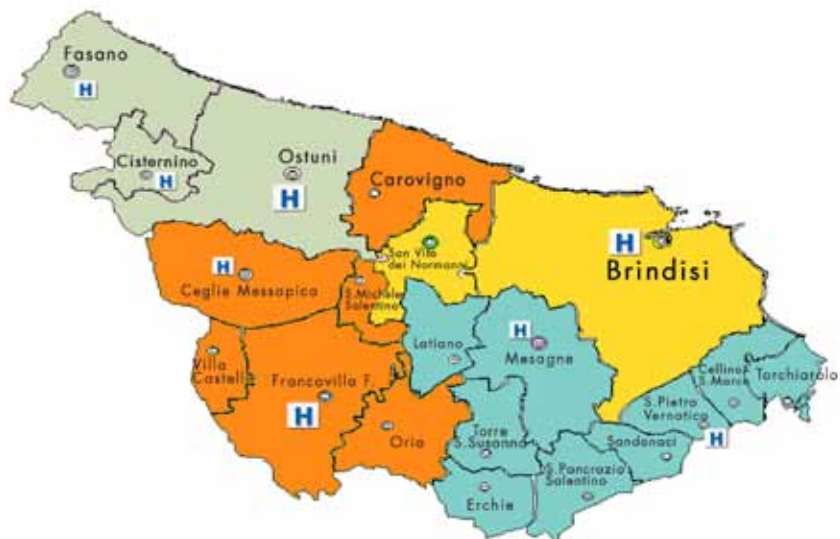 Fasano
H
Cisternino
H
Ostuni
H
Carovigno
San Vito
dei Normanni
H
Brindisi
H
Ceglie Messapica
S.Michele
Salentino
Latiano
H
Mesagne
Villa
Castelli
Francavilla F.
H
Oria
Torre
S.Susanna
Erchie
S.Pancrazio
Salentino
Sandonaci
S.Pietro
Vernotico
H
Cellino
S.Marco
Torchiarolo